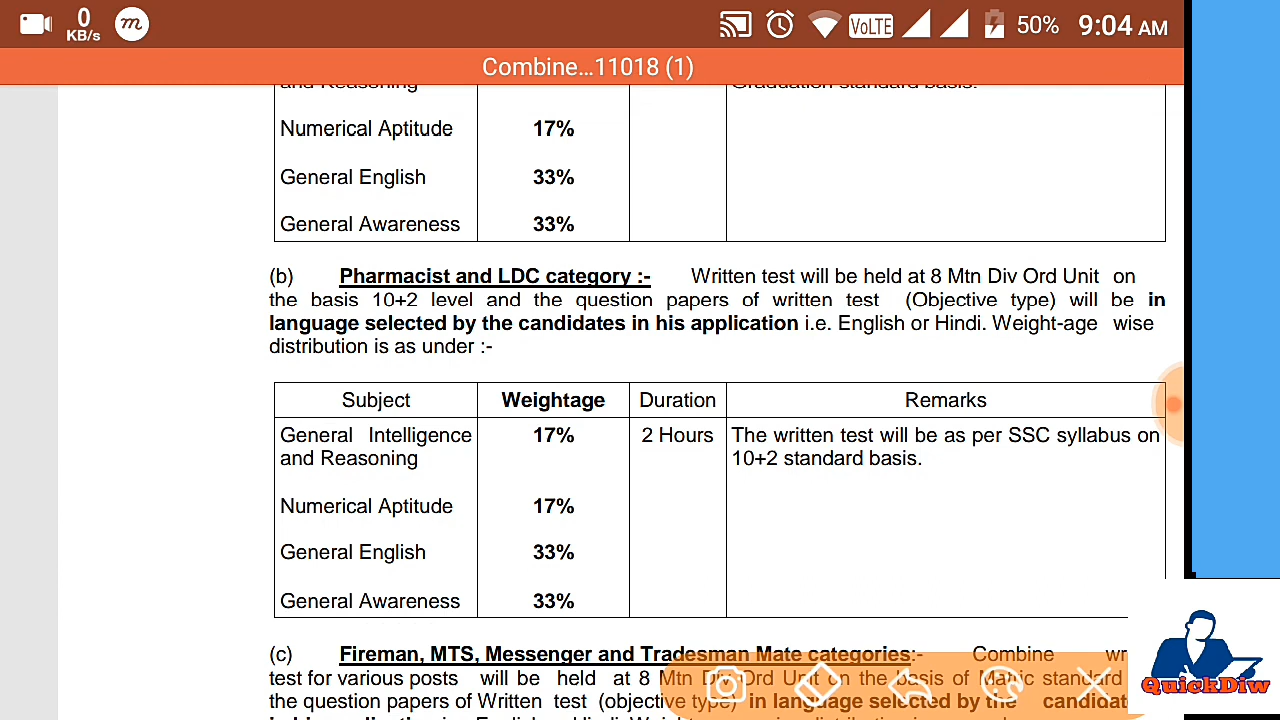 0
KB/s
m
VoLTE
50%
9:04 AM
Combine...11018 (1)
and Reasoning
Graduation standard basis.
Numerical Aptitude 17%
General English 33%
General Awareness 33%
(b) Pharmacist and LDC category :- Written test will be held at 8 Mtn Div Ord Unit on
the basis 10+2 level and the question papers of written test (Objective type) will be in
language selected by the candidates in his application i.e. English or Hindi. Weight-age wise
distribution is as under :-
Subject Weightage Duration Remarks
General Intelligence 17% 2 Hours The written test will be as per SSC syllabus on
and Reasoning 10+2 standard basis.
Numerical Aptitude 17%
General English 33%
General Awareness 33%
(c) Fireman, MTS, Messenger and Tradesman Mate categories:- Combine wr
test for various posts will be held at 8 Mtn Div Ord Unit on the basis of Matric standard
the question papers of Written test (objective type) in language selected by the candidat
QuickDiw